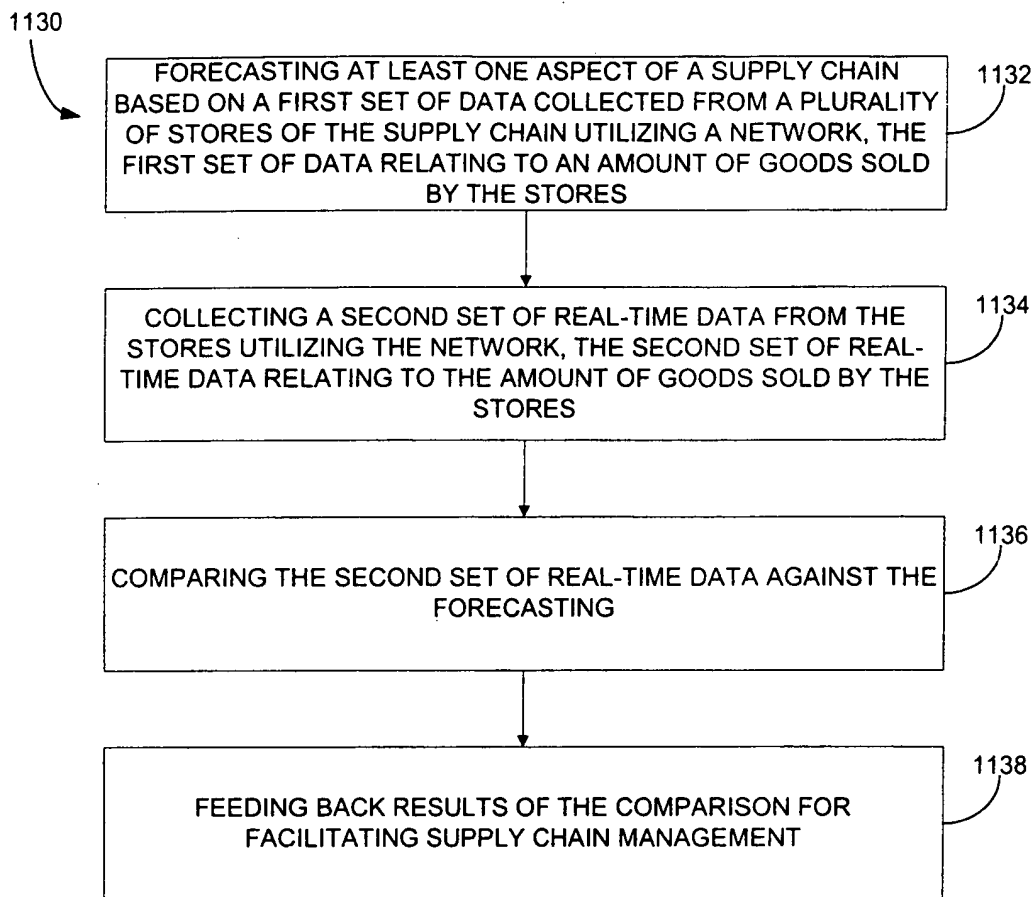 1130
FORECASTING AT LEAST ONE ASPECT OF A SUPPLY CHAIN
BASED ON A FIRST SET OF DATA COLLECTED FROM A PLURALITY
OF STORES OF THE SUPPLY CHAIN UTILIZING A NETWORK, THE
FIRST SET OF DATA RELATING TO AN AMOUNT OF GOODS SOLD
BY THE STORES
1132
COLLECTING A SECOND SET OF REAL-TIME DATA FROM THE
STORES UTILIZING THE NETWORK, THE SECOND SET OF REAL-
TIME DATA RELATING TO THE AMOUNT OF GOODS SOLD BY THE
STORES
1134
COMPARING THE SECOND SET OF REAL-TIME DATA AGAINST THE
FORECASTING
1136
FEEDING BACK RESULTS OF THE COMPARISON FOR
FACILITATING SUPPLY CHAIN MANAGEMENT
1138